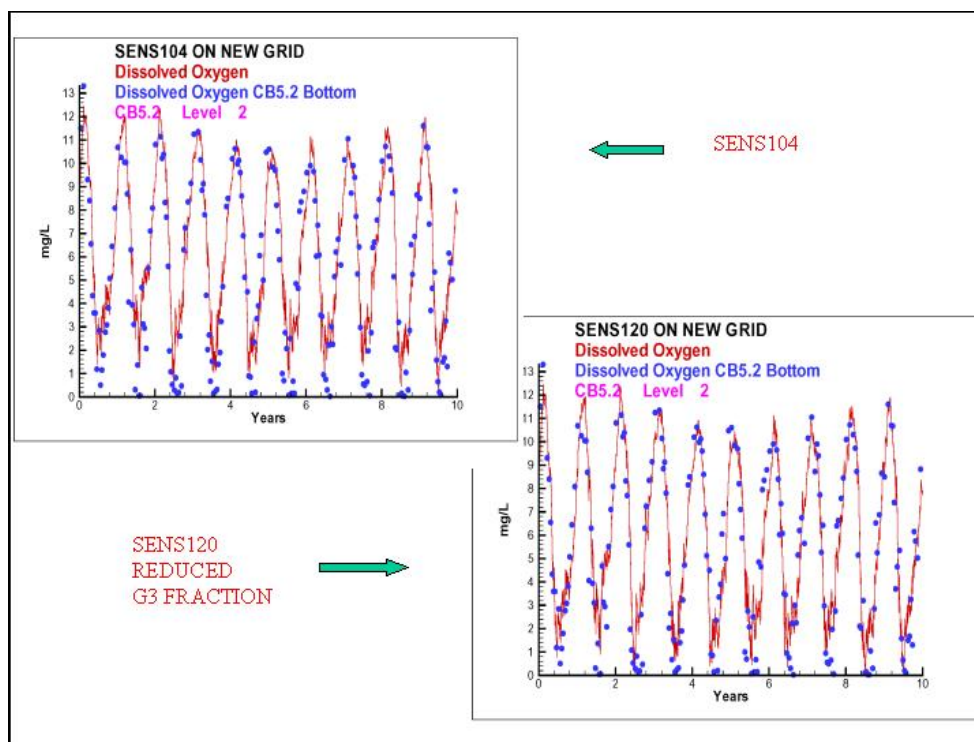 SENS104 ON NEW GRID
Dissolved Oxygen
Dissolved Oxygen CB5.2 Bottom
CB5.2 Level 2
13
12
11
10
9
8
7
6
5
4
3
2
1
0
mg/L
0 2 4 6 8 10
Years
SENS104
SENS120 ON NEW GRID
Dissolved Oxygen
Dissolved Oxygen CB5.2 Bottom
CB5.2 Level 2
13
12
11
10
9
8
7
6
5
4
3
2
1
0
mg/L
0 2 4 6 8 10
Years
SENS120
REDUCED
G3 FRACTION